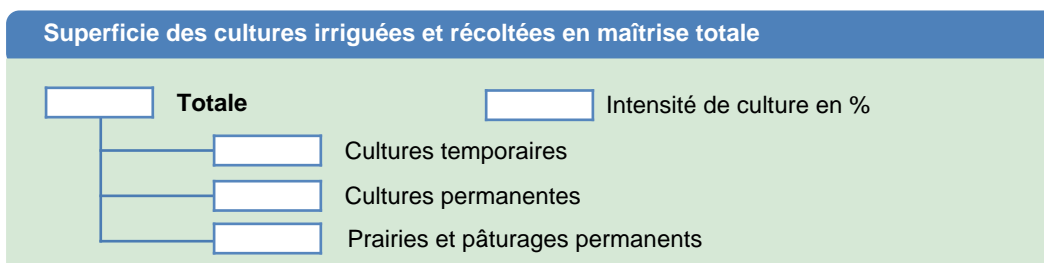 Superficie des cultures irriguées et récoltées en maîtrise totale
Totale
Intensité de culture en %
Cultures temporaires
Cultures permanentes
Prairies et pâturages permanents